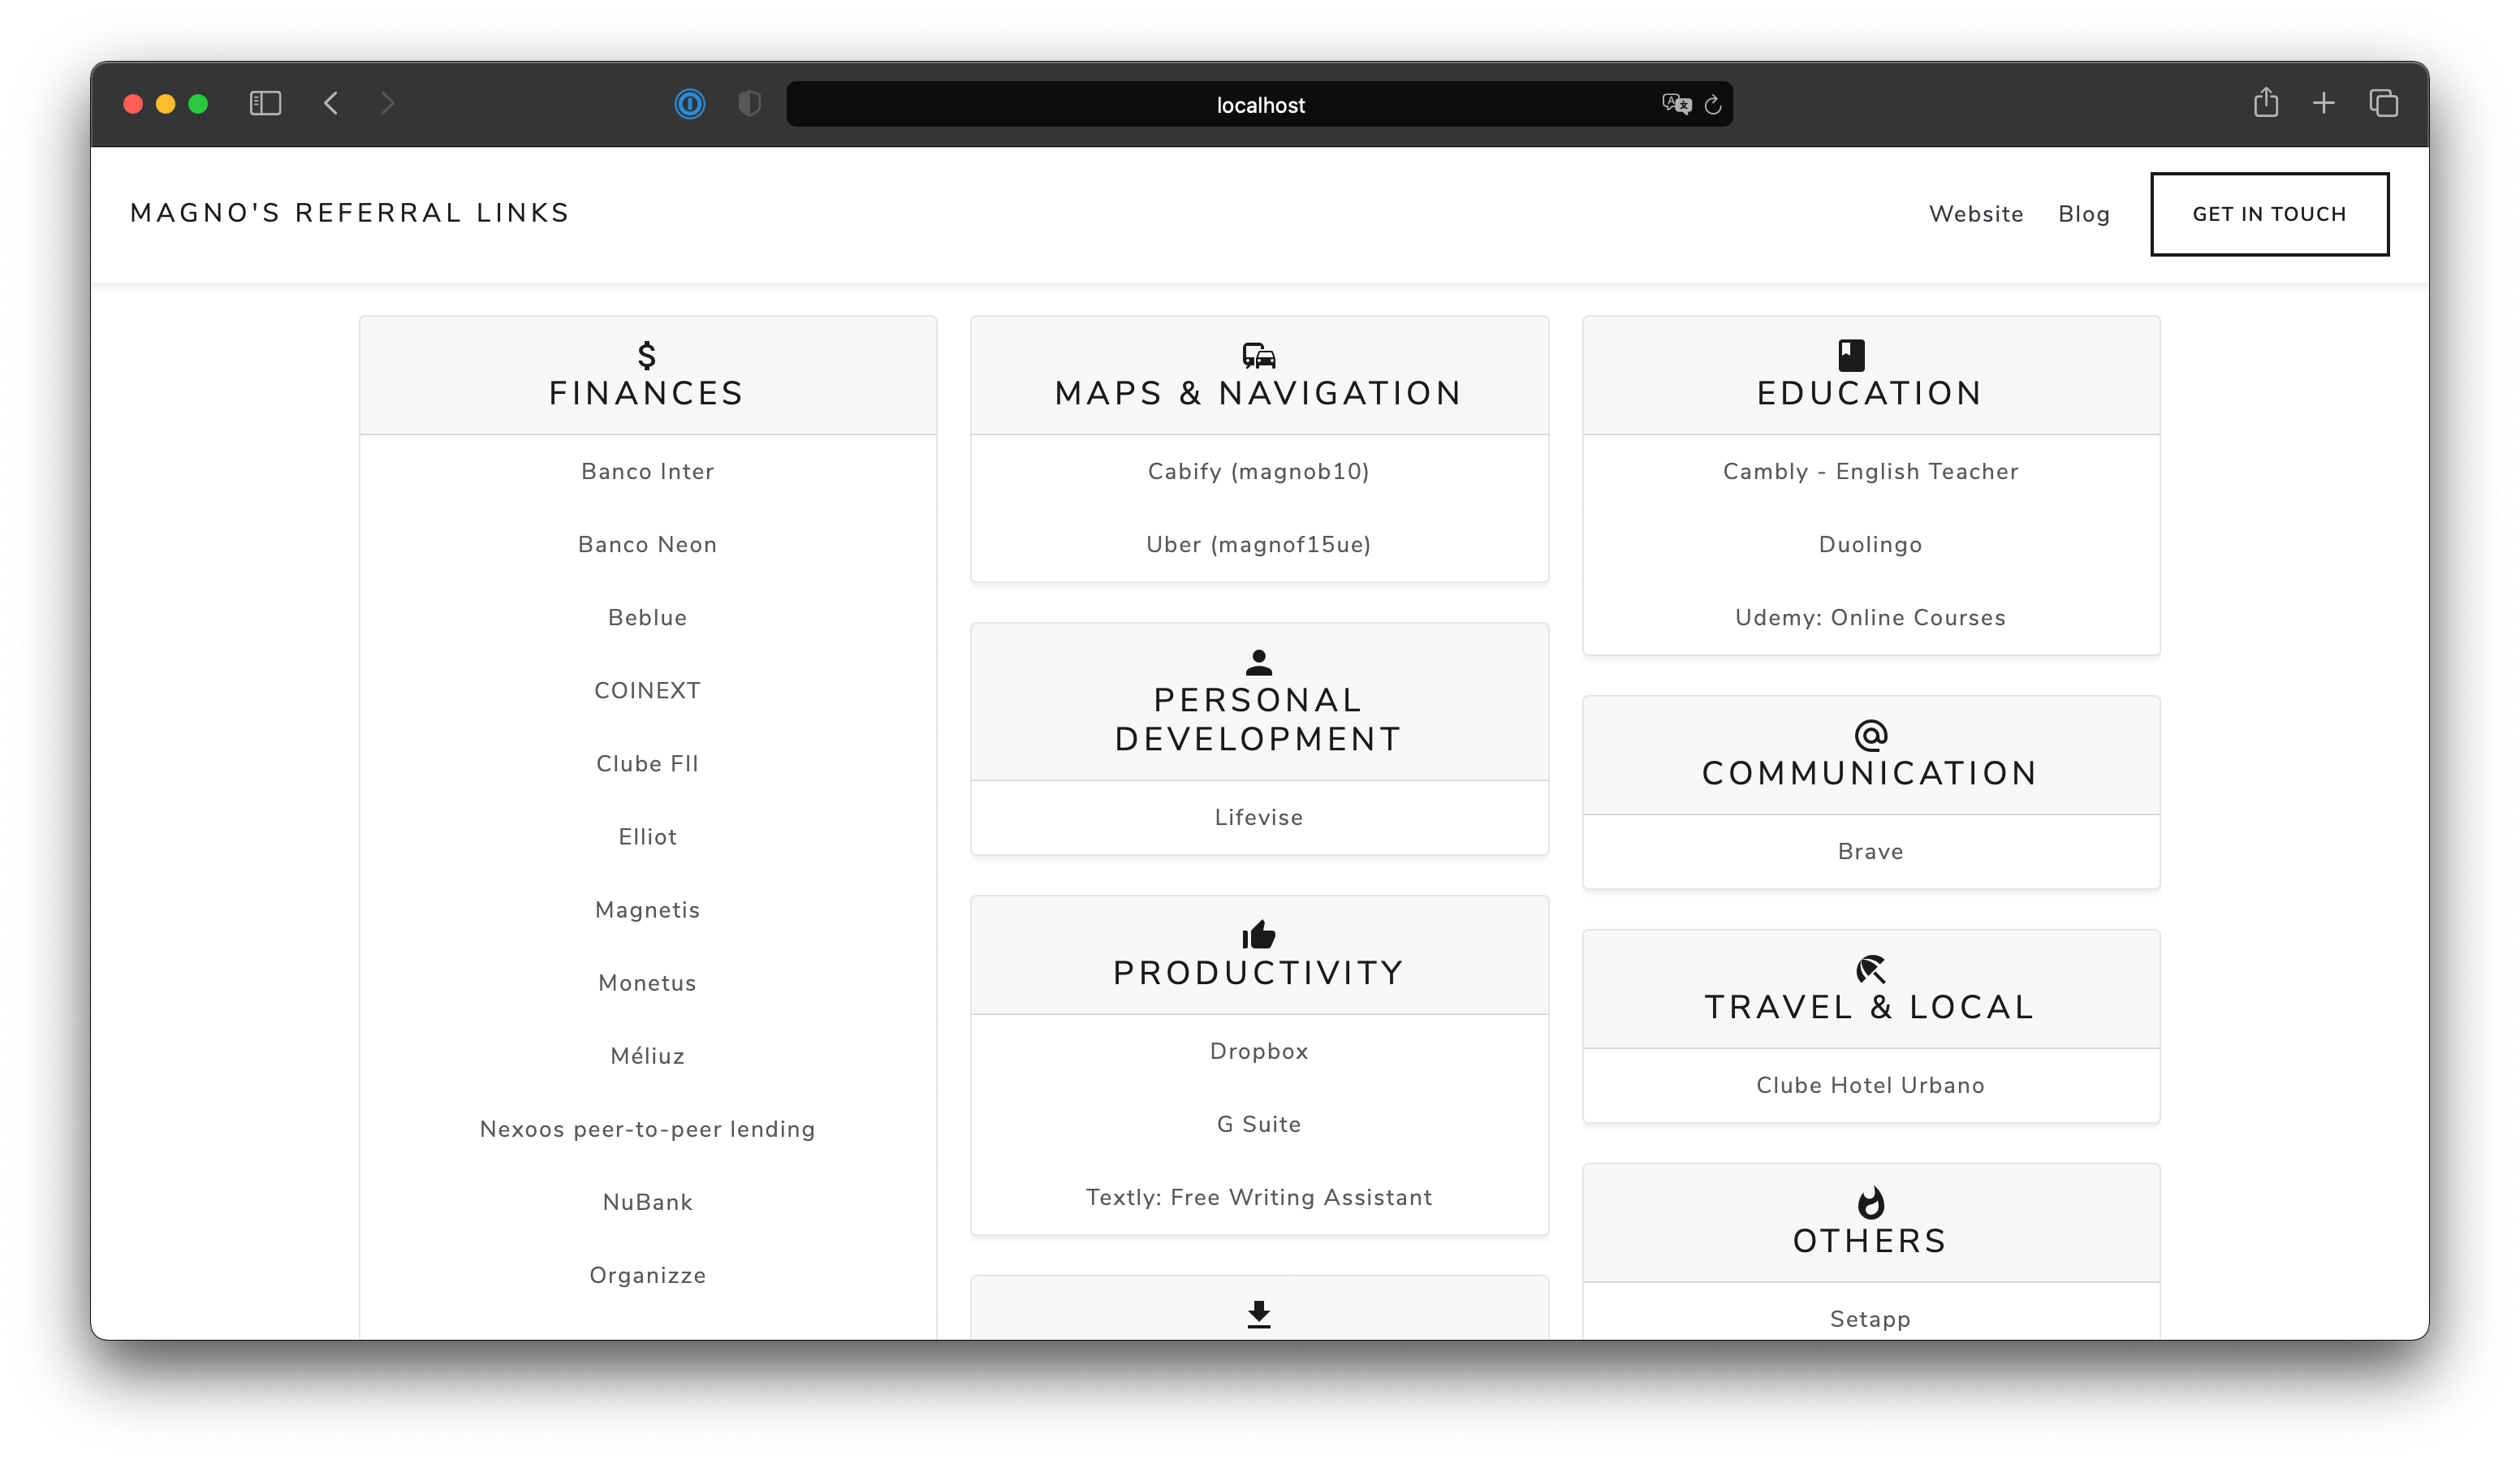 localhost
MAGNO'S REFERRAL LINKS
Website
Blog
GET IN TOUCH
$
FINANCES
Banco Inter
Banco Neon
Beblue
COINEXT
Clube FII
Elliot
Magnetis
Monetus
Méliuz
Nexoos peer-to-peer lending
NuBank
Organizze
MAPS & NAVIGATION
Cabify (magnob10)
Uber (magnof15ue)
PERSONAL
DEVELOPMENT
Lifevise
PRODUCTIVITY
Dropbox
G Suite
Textly: Free Writing Assistant
EDUCATION
Cambly - English Teacher
Duolingo
Udemy: Online Courses
@
COMMUNICATION
Brave
TRAVEL & LOCAL
Clube Hotel Urbano
OTHERS
Setapp